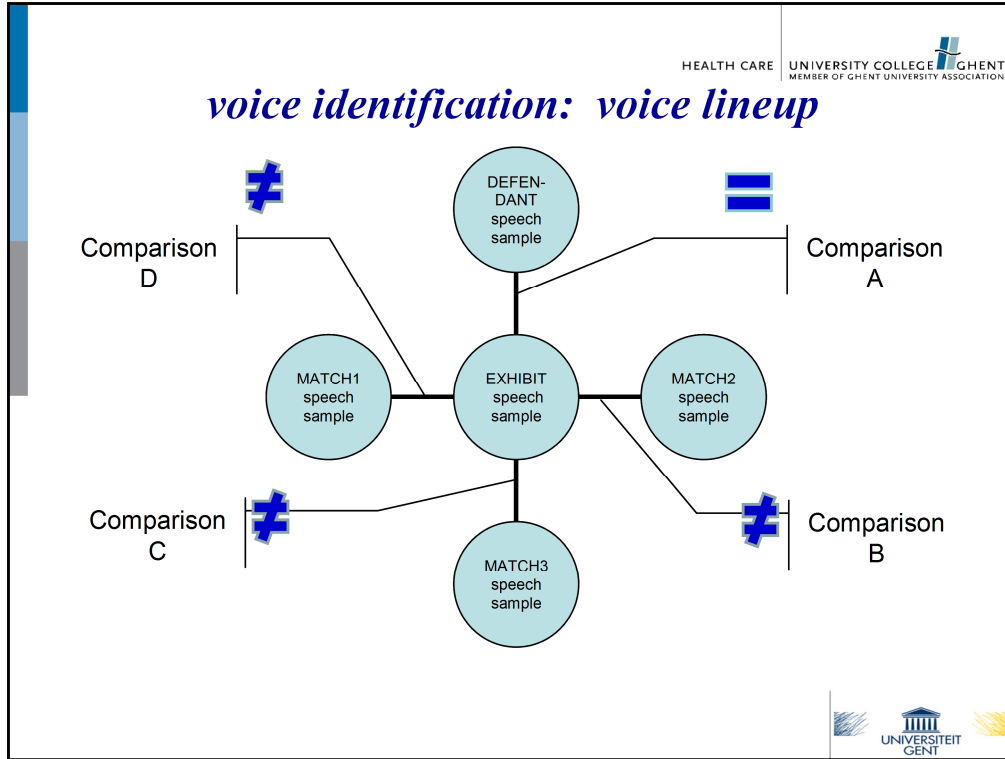 HEALTH CARE UNIVERSITY COLLEGE GHENT
MEMBER OF GHENT UNIVERSITY ASSOCIATION
voice identification: voice lineup
≠
DEFEN-
DANT
speech
sample
=
Comparison
D
Comparison
A
MATCH1
speech
sample
EXHIBIT
speech
sample
MATCH2
speech
sample
Comparison
C
≠
≠
Comparison
B
MATCH3
speech
sample
UNIVERSITEIT
GENT